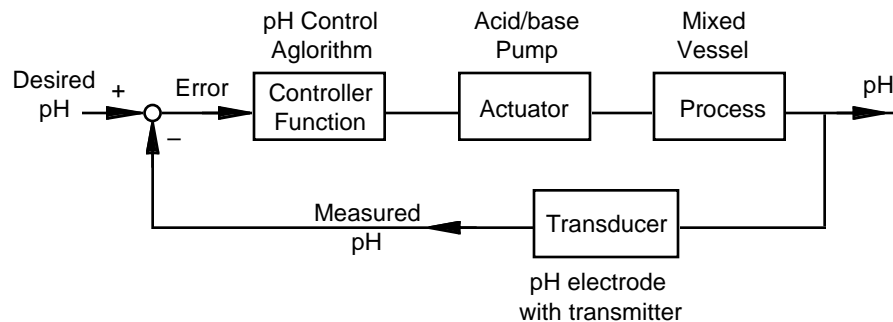 pH Control
Aglorithm
Acid/base
Pump
Mixed
Vessel
Desired
pH
+
Error
Controller
Function
Actuator
Process
pH
–
Measured
pH
Transducer
pH electrode
with transmitter